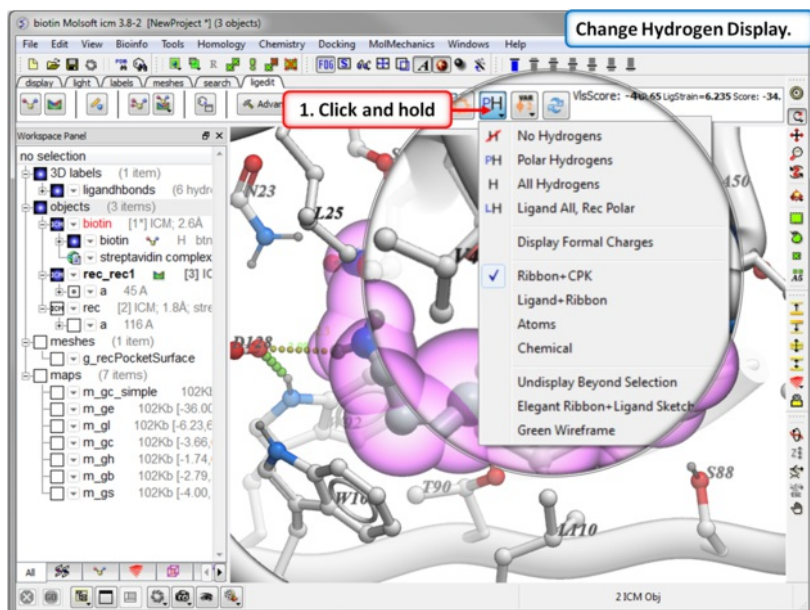 biotin Molsoft icm 3.8-2 [NewProject *] (3 objects)
Change Hydrogen Display.
File Edit View Bioinfo Tools Homology Chemistry Docking MolMechanics Windows Help
display light labels meshes search ligedit
Advan
1. Click and hold
PH
VlsScore: LigStrain=6.235 Score: -34.
Workspace Panel
no selection
3D labels (1 item)
ligandhbonds (6 hydro
objects (3 items)
biotin [1*] ICM; 2.6Å
biotin H btn
streptavidin complex
rec_rec1 [3] IC
a 45 A
rec [2] ICM; 1.8Å; stre
a 116 A
meshes (1 item)
g_recPocketSurface
maps (7 items)
m_gc_simple 102Kb
m_ge 102Kb [-36.00
m_gl 102Kb [-6.23,6
m_gc 102Kb [-3.66,
m_gh 102Kb [-1.74,
m_gb 102Kb [-2.79,
m_gs 102Kb [-4.00,
All
H No Hydrogens
PH Polar Hydrogens
H All Hydrogens
LH Ligand All, Rec Polar
Display Formal Charges
Ribbon+CPK
Ligand+Ribbon
Atoms
Chemical
Undisplay Beyond Selection
Elegant Ribbon+Ligand Sketch
Green Wireframe
N23
L25
A50
D128
T90
L110
S88
2 ICM Obj